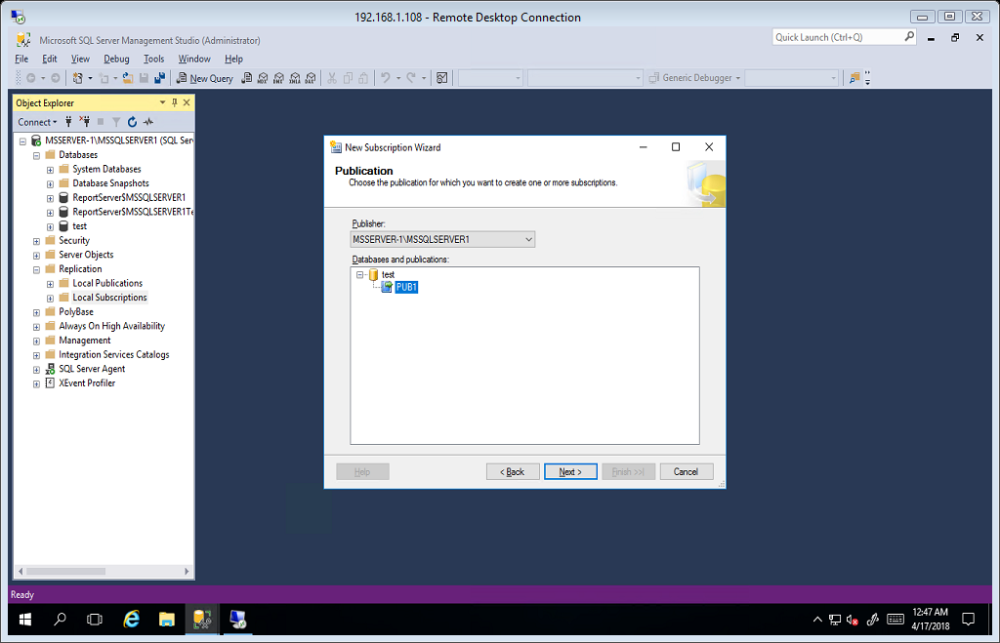 192.168.1.108 - Remote Desktop Connection
Microsoft SQL Server Management Studio (Administrator)
Quick Launch (Ctrl+Q)
File Edit View Debug Tools Window Help
New Query
MDX DMX XMLA DAX
Generic Debugger
Object Explorer
Connect
MSSERVER-1\MSSQLSERVER1 (SQL Ser
Databases
System Databases
Database Snapshots
ReportServer$MSSQLSERVER1
ReportServer$MSSQLSERVER1Te
test
Security
Server Objects
Replication
Local Publications
Local Subscriptions
PolyBase
Always On High Availability
Management
Integration Services Catalogs
SQL Server Agent
XEvent Profiler
New Subscription Wizard
Publication
Choose the publication for which you want to create one or more subscriptions.
Publisher:
MSSERVER-1\MSSQLSERVER1
Databases and publications:
test
PUB1
Help
< Back
Next >
Finish >>|
Cancel
Ready
12:47 AM
4/17/2018